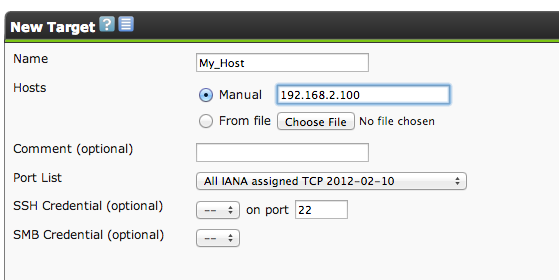 New Target ?
Name My_Host
Hosts Manual 192.168.2.100
From file Choose File No file chosen
Comment (optional)
Port List All IANA assigned TCP 2012-02-10
SSH Credential (optional) -- on port 22
SMB Credential (optional) --